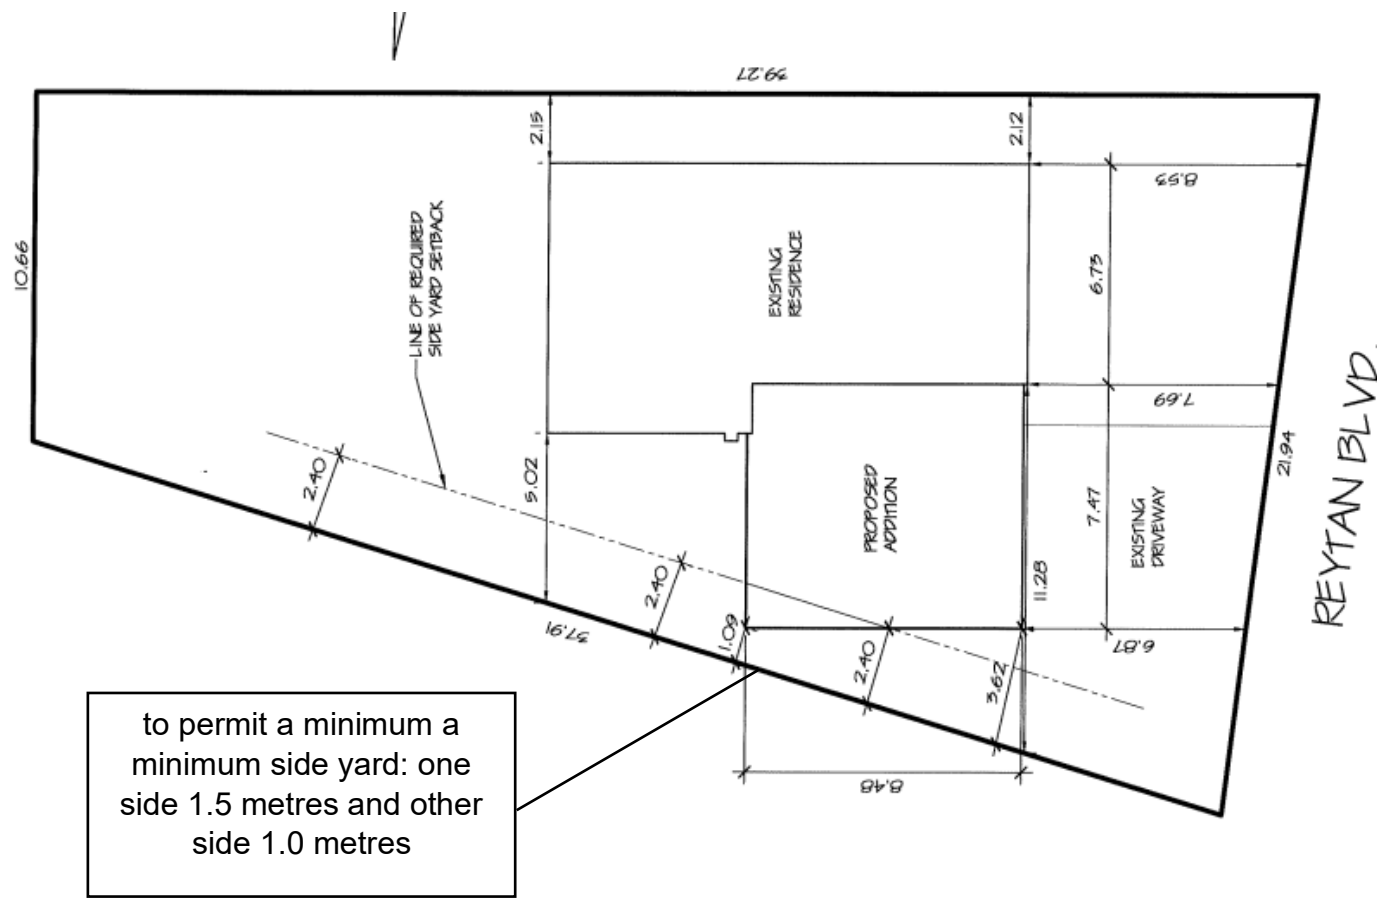 39.27
2.15
2.12
8.53
10.66
LINE OF REQUIRED
SIDE YARD SETBACK
EXISTING
RESIDENCE
6.73
7.69
REYTAN BLVD.
21.94
2.40
5.02
PROPOSED
ADDITION
7.47
EXISTING
DRIVEWAY
11.28
2.40
37.91
1.09
2.40
3.62
6.87
8.48
to permit a minimum a
minimum side yard: one
side 1.5 metres and other
side 1.0 metres